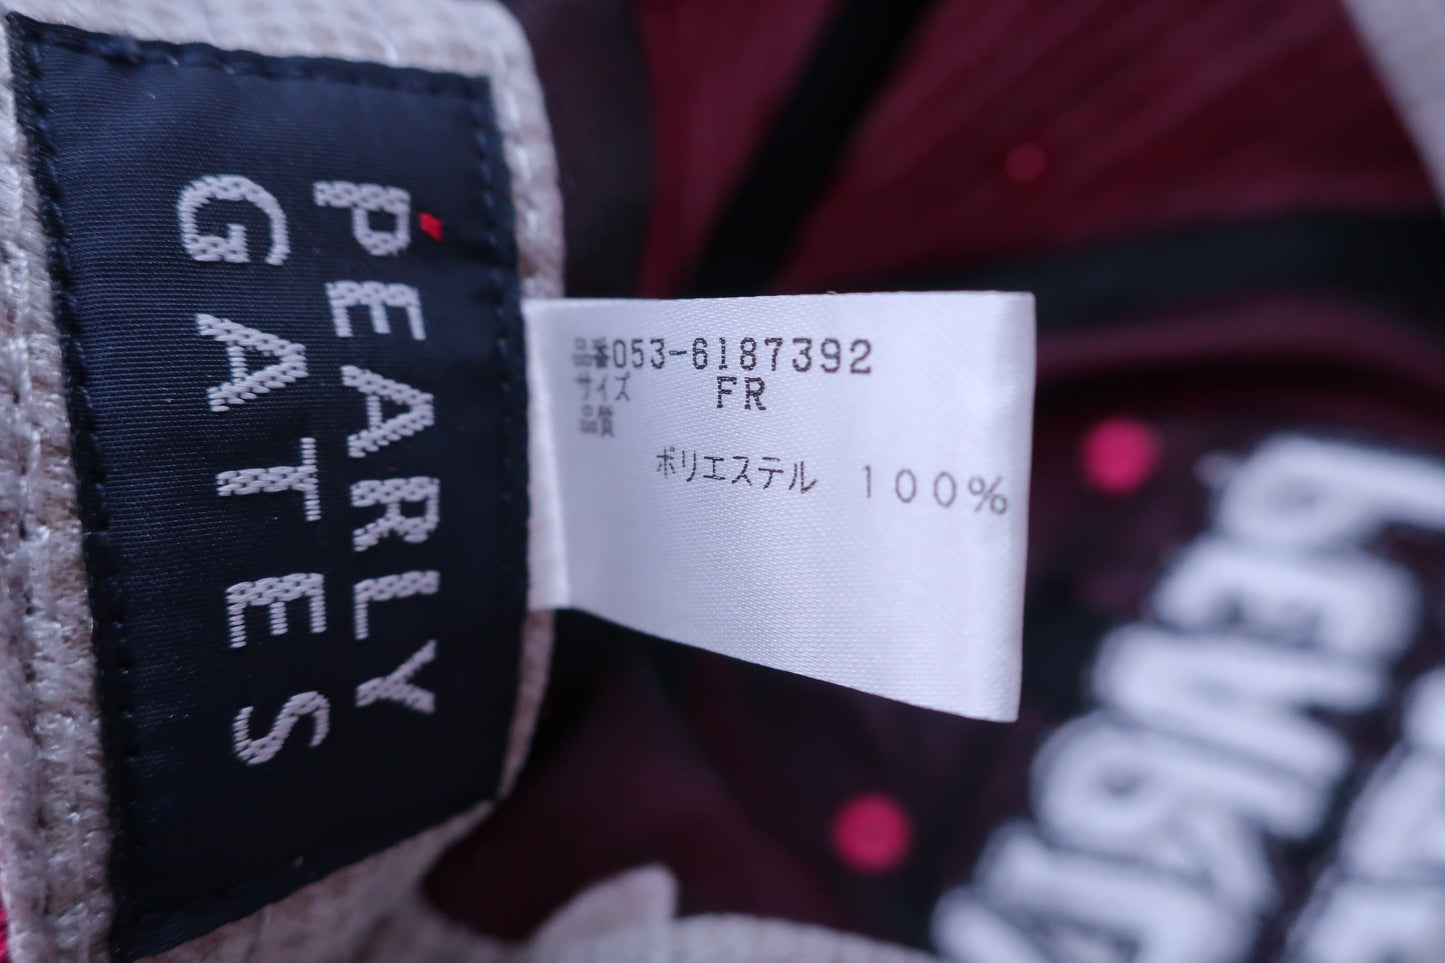 PEARLY
GATES
品番053-6187392
サイズ FR
品質
ポリエステル 100%